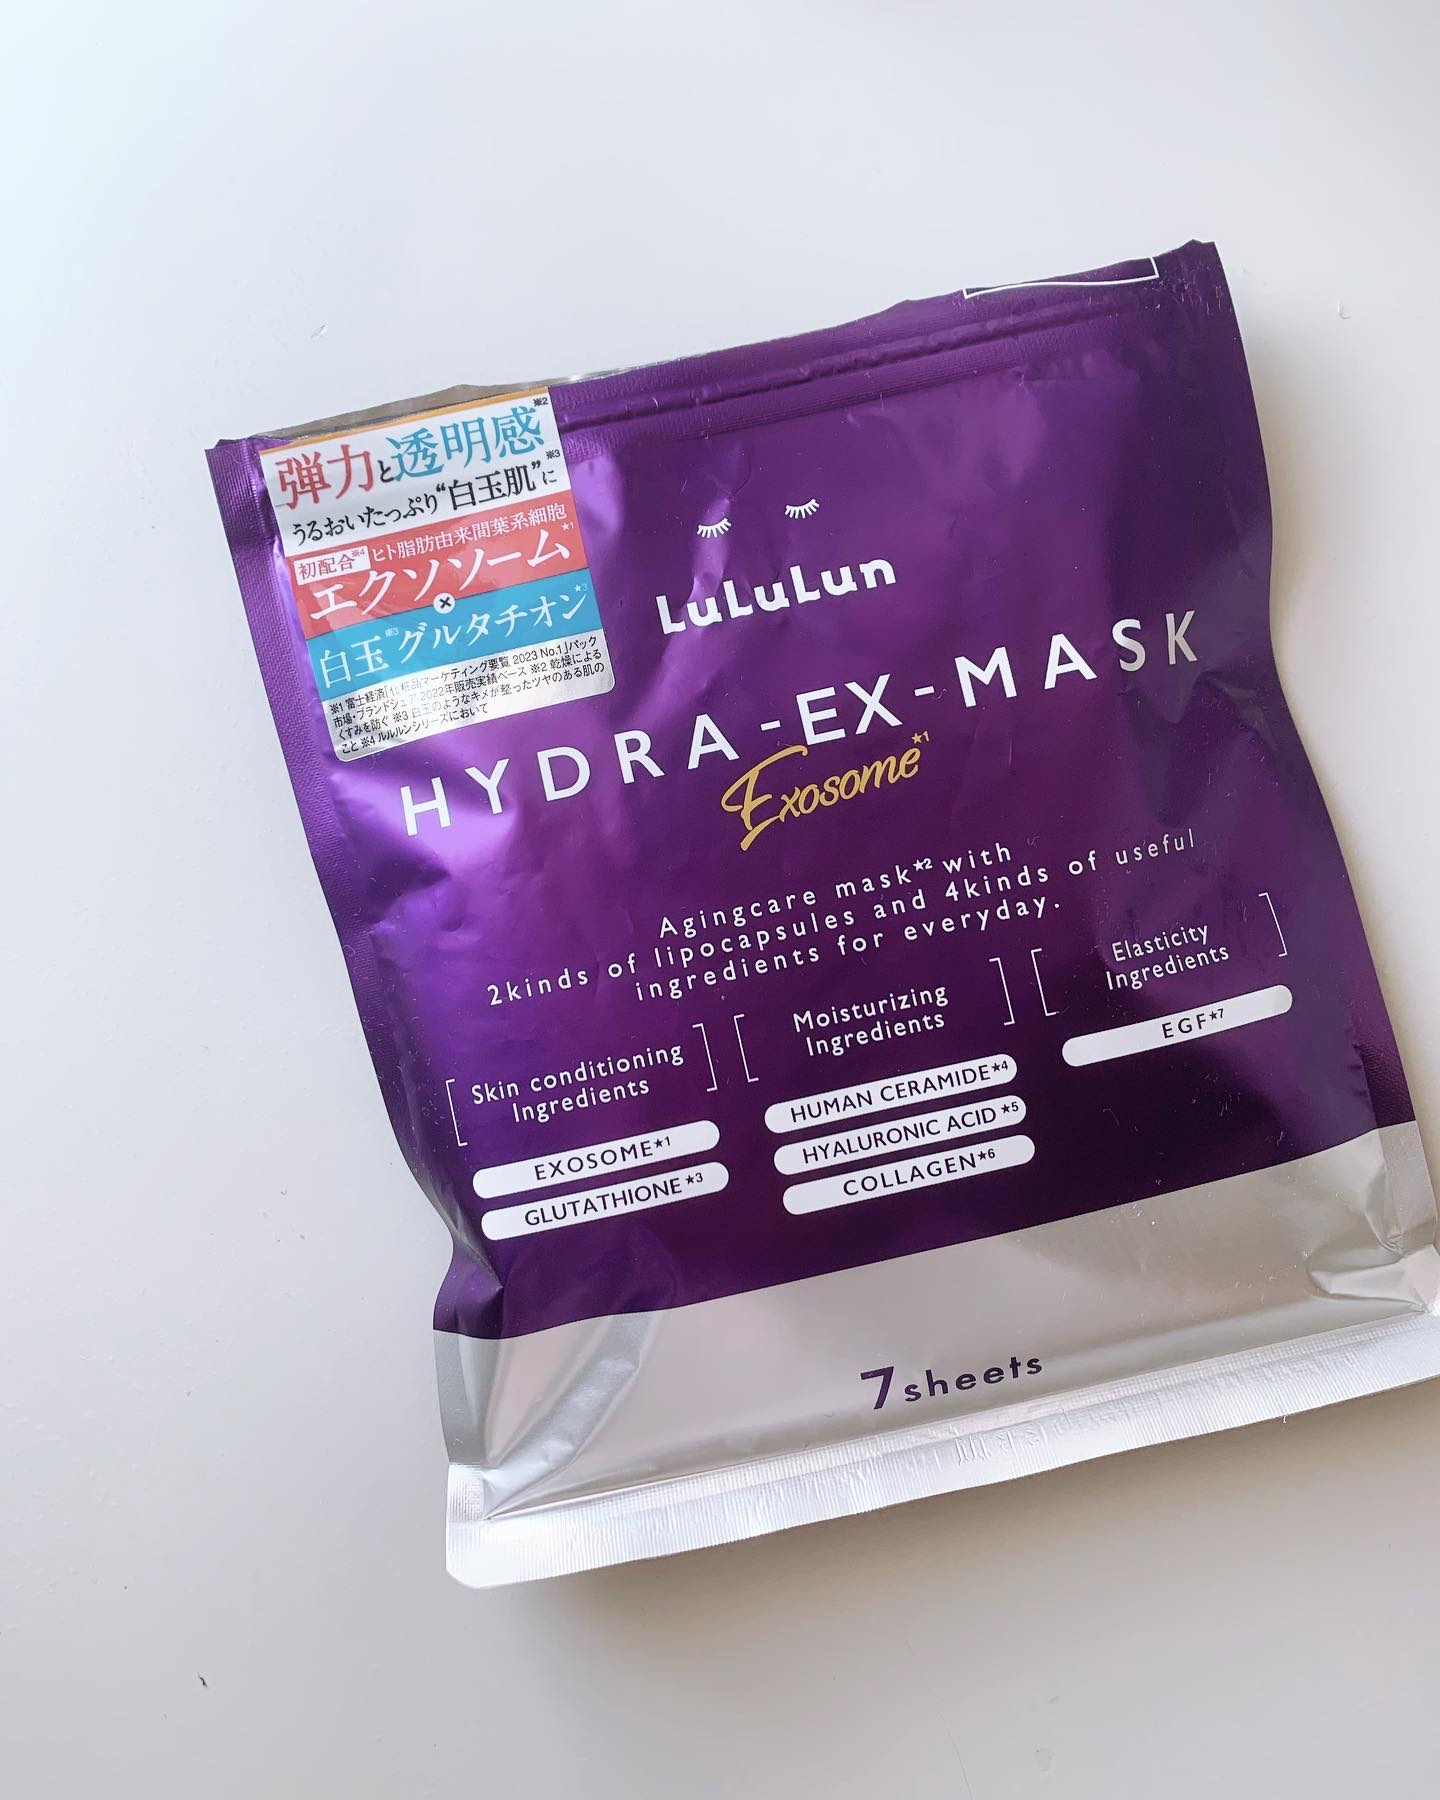 弾力と透明感※2
うるおいたっぷり“白玉肌”※3に
初配合※4 ヒト脂肪由来間葉系細胞
エクソソーム★1
×
白玉※3グルタチオン★3
※1 富士経済「化粧品マーケティング要覧 2023 No.1」パック
市場・ブランドシェア 2022年販売実績ベース ※2 乾燥による
くすみを防ぐ ※3 白玉のようなキメが整ったツヤのある肌の
こと ※4 ルルルンシリーズにおいて
LuLuLun
HYDRA-EX-MASK
Exosome★1
Agingcare mask★2 with
2kinds of lipocapsules and 4kinds of useful
ingredients for everyday.
Skin conditioning
Ingredients
EXOSOME★1
GLUTATHIONE★3
Moisturizing
Ingredients
HUMAN CERAMIDE★4
HYALURONIC ACID★5
COLLAGEN★6
Elasticity
Ingredients
EGF★7
7sheets